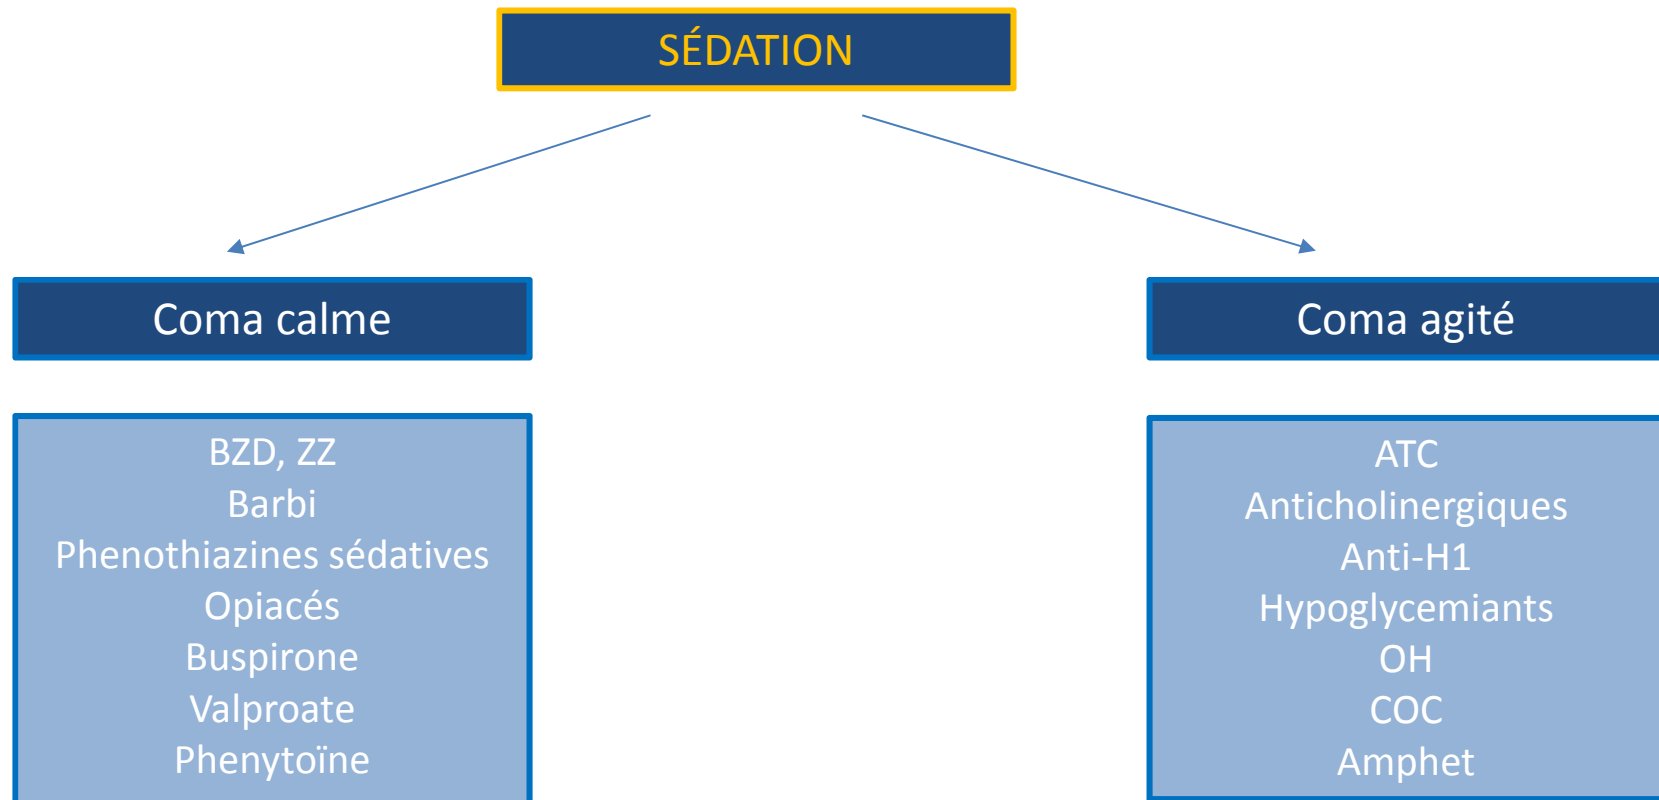 SÉDATION
Coma calme
BZD, ZZ
Barbi
Phenothiazines sédatives
Opiacés
Buspirone
Valproate
Phenytoïne
Coma agité
ATC
Anticholinergiques
Anti-H1
Hypoglycemiants
OH
COC
Amphet